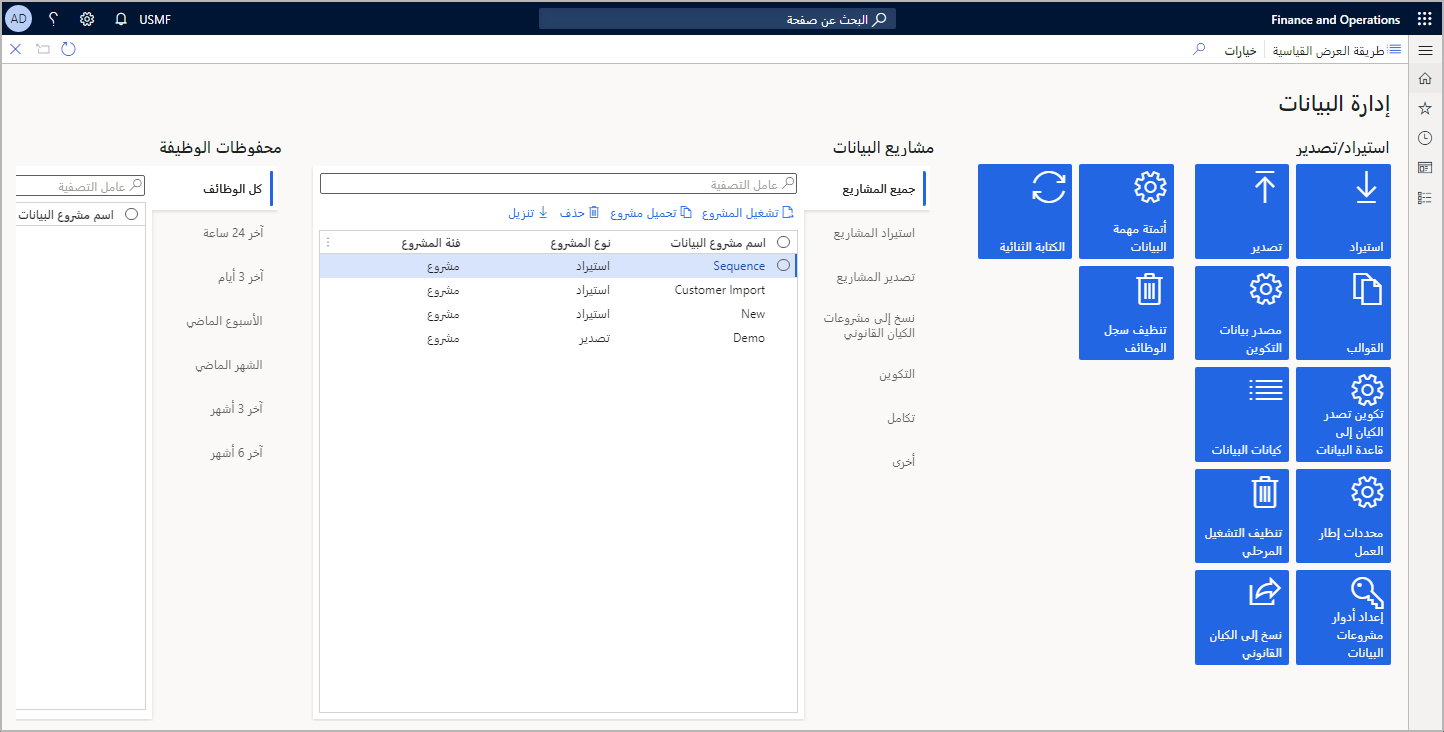 Finance and Operations
البحث عن صفحة
USMF
AD
طريقة العرض القياسية
خيارات
إدارة البيانات
استيراد/تصدير
استيراد
تصدير
أتمتة مهمة
البيانات
الكتابة الثنائية
القوالب
مصدر بيانات
التكوين
تنظيف سجل
الوظائف
تكوين تصدر
الكيان إلى
قاعدة البيانات
كيانات البيانات
محددات إطار
العمل
تنظيف التشغيل
المرحلي
إعداد أدوار
مشروعات
البيانات
نسخ إلى الكيان
القانوني
مشاريع البيانات
جميع المشاريع
استيراد المشاريع
تصدير المشاريع
نسخ إلى مشروعات
الكيان القانوني
التكوين
تكامل
أخرى
عامل التصفية
تشغيل المشروع
تحميل مشروع
حذف
تنزيل
اسم مشروع البيانات نوع المشروع فئة المشروع
Sequence استيراد مشروع
Customer Import استيراد مشروع
New استيراد مشروع
Demo تصدير مشروع
محفوظات الوظيفة
كل الوظائف
آخر 24 ساعة
آخر 3 أيام
الأسبوع الماضي
الشهر الماضي
آخر 3 أشهر
آخر 6 أشهر
عامل التصفية
اسم مشروع البيانات